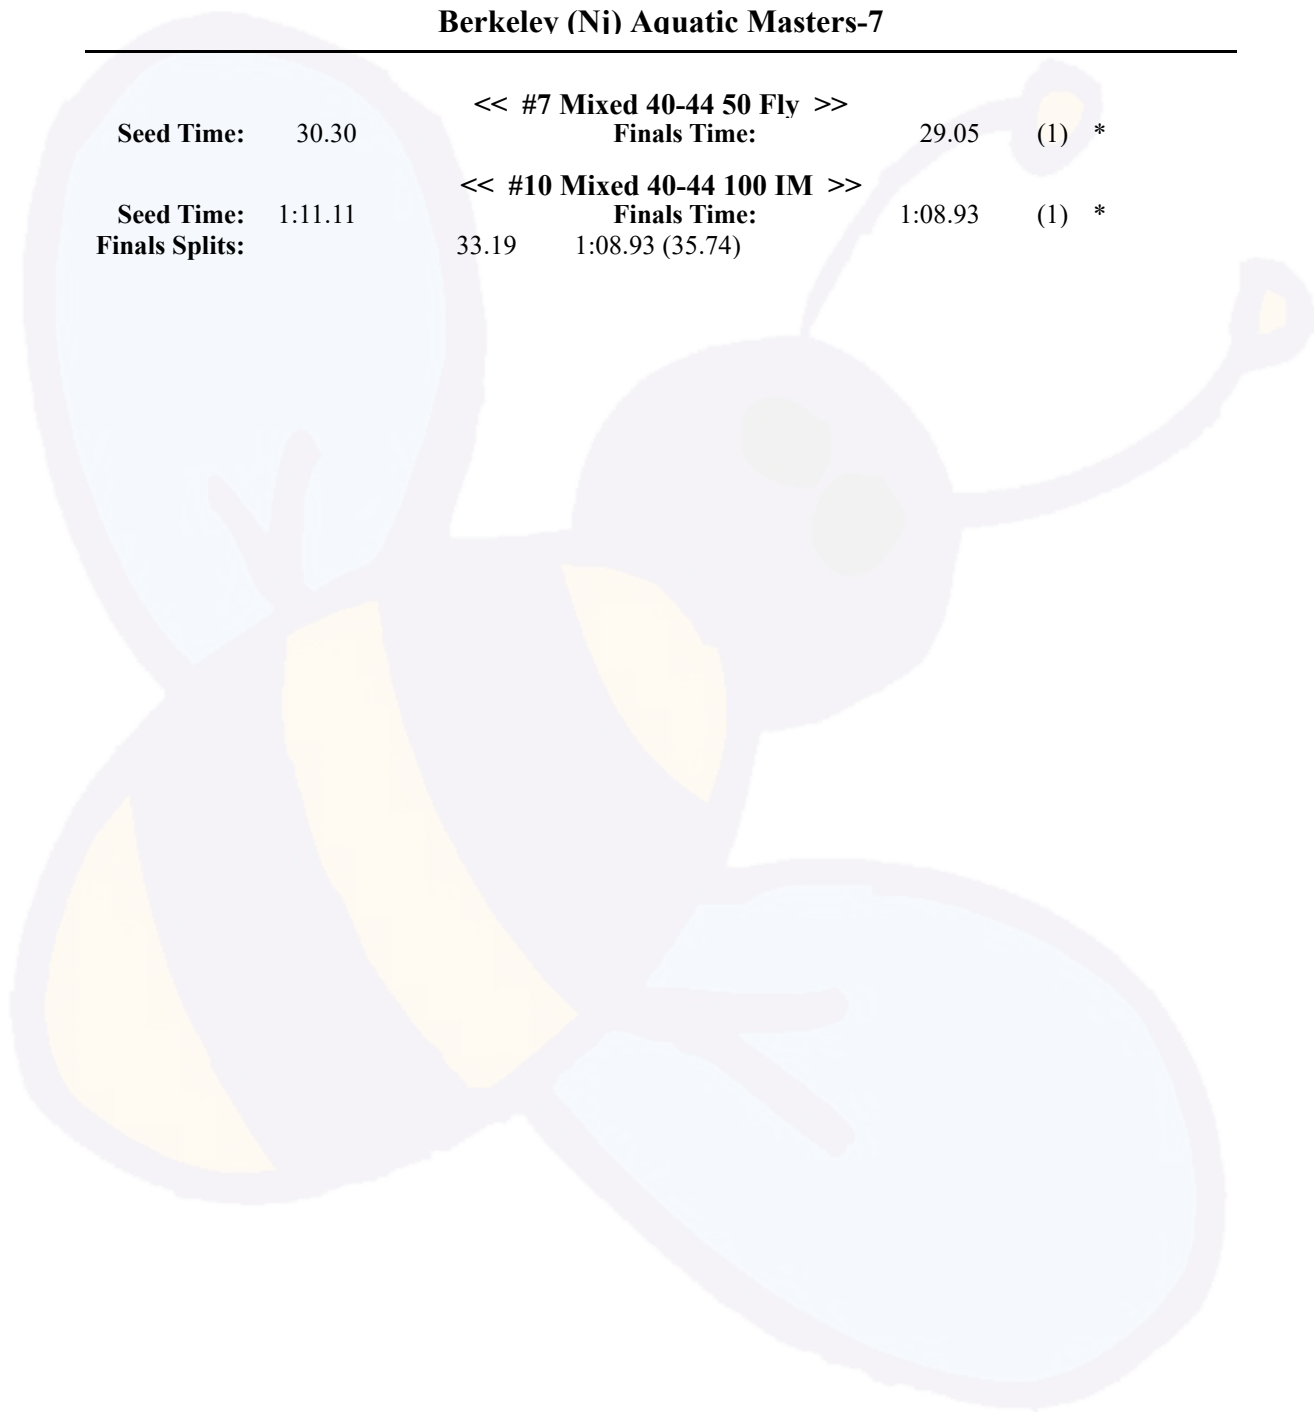 Berkeley (Nj) Aquatic Masters-7
<< #7 Mixed 40-44 50 Fly >>
Seed Time: 30.30 Finals Time: 29.05 (1) *
<< #10 Mixed 40-44 100 IM >>
Seed Time: 1:11.11 Finals Time: 1:08.93 (1) *
Finals Splits: 33.19 1:08.93 (35.74)